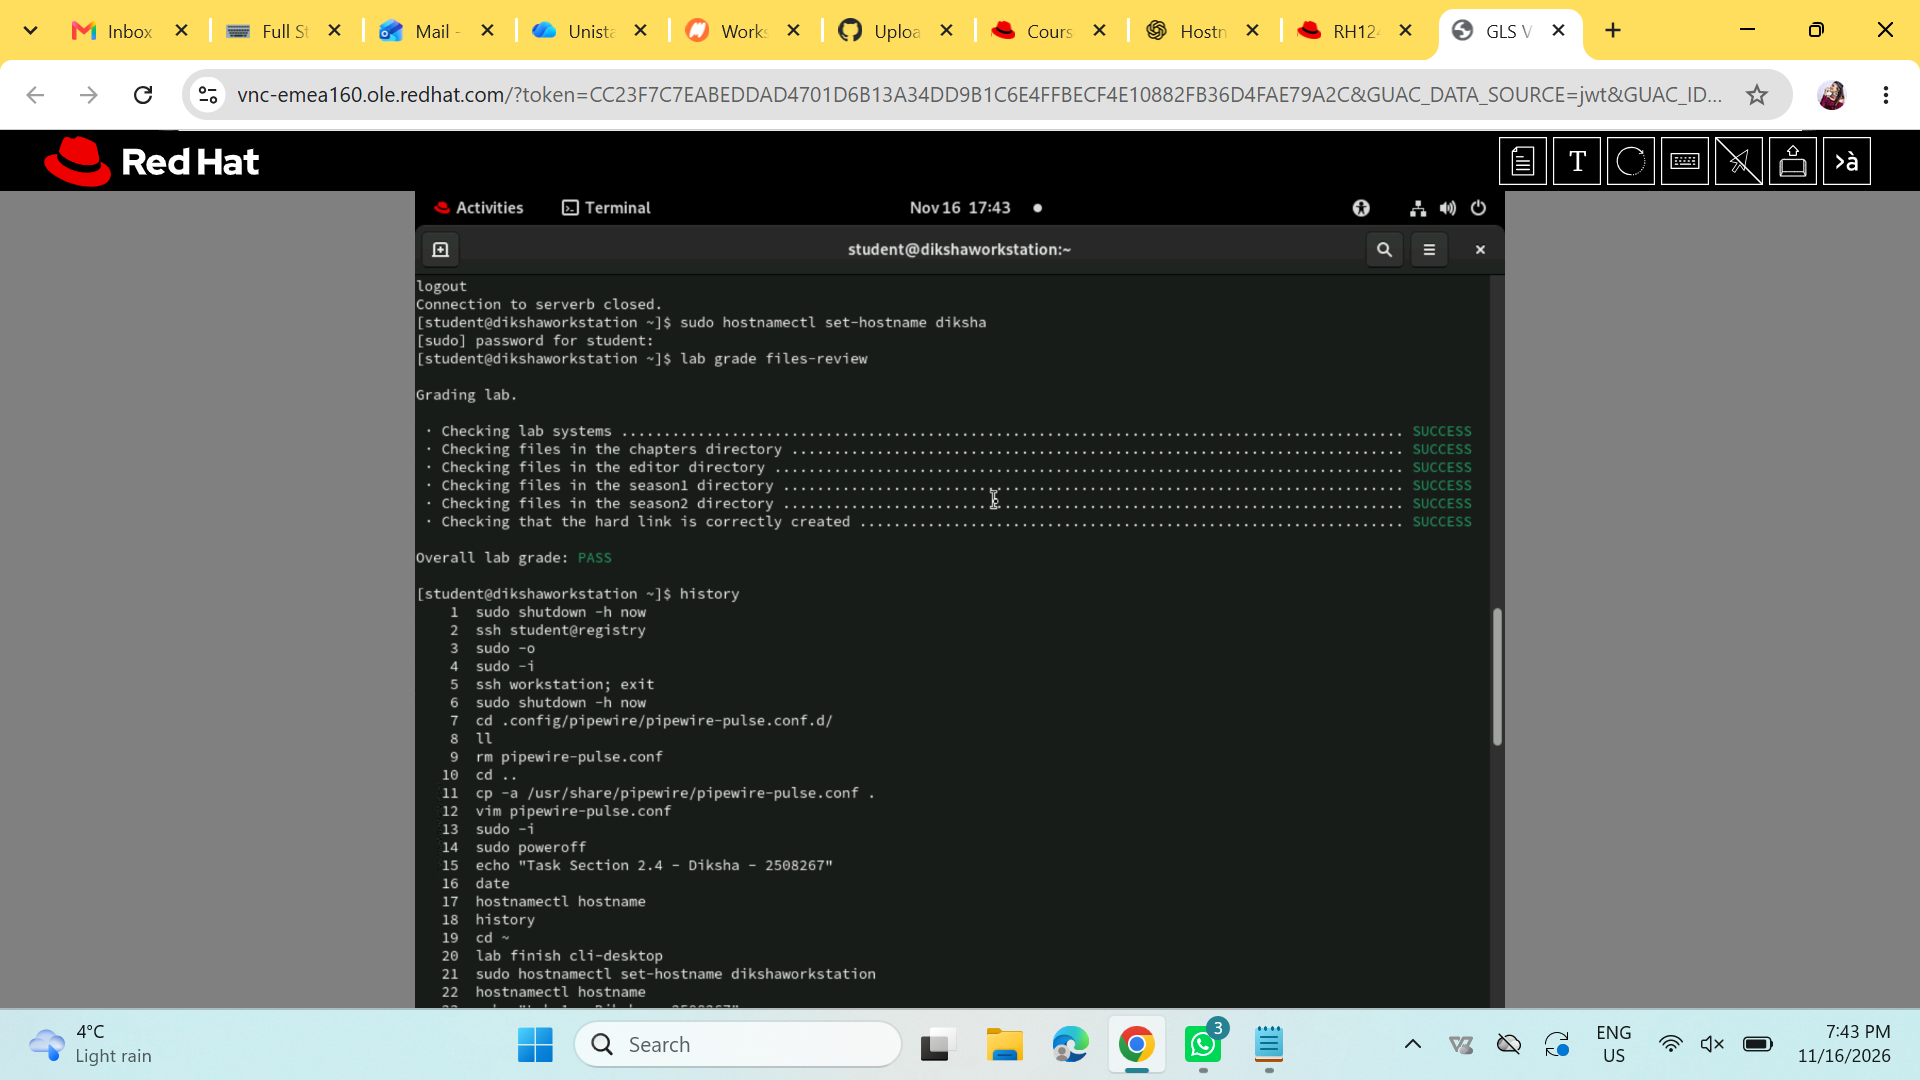 Inbox
Full S
Mail -
Unista
Works
Uploa
Cours
Hostn
RH124
GLS V
vnc-emea160.ole.redhat.com/?token=CC23F7C7EABEDDAD4701D6B13A34DD9B1C6E4FFBECF4E10882FB36D4FAE79A2C&GUAC_DATA_SOURCE=jwt&GUAC_ID...
Red Hat
T
>à
Activities Terminal Nov 16 17:43
student@dikshaworkstation:~
logout
Connection to serverb closed.
[student@dikshaworkstation ~]$ sudo hostnamectl set-hostname diksha
[sudo] password for student:
[student@dikshaworkstation ~]$ lab grade files-review
Grading lab.
· Checking lab systems ............................................................................................ SUCCESS
· Checking files in the chapters directory ........................................................................ SUCCESS
· Checking files in the editor directory .......................................................................... SUCCESS
· Checking files in the season1 directory ......................................................................... SUCCESS
· Checking files in the season2 directory ......................................................................... SUCCESS
· Checking that the hard link is correctly created ................................................................ SUCCESS
Overall lab grade: PASS
[student@dikshaworkstation ~]$ history
1 sudo shutdown -h now
2 ssh student@registry
3 sudo -o
4 sudo -i
5 ssh workstation; exit
6 sudo shutdown -h now
7 cd .config/pipewire/pipewire-pulse.conf.d/
8 ll
9 rm pipewire-pulse.conf
10 cd ..
11 cp -a /usr/share/pipewire/pipewire-pulse.conf .
12 vim pipewire-pulse.conf
13 sudo -i
14 sudo poweroff
15 echo "Task Section 2.4 - Diksha - 2508267"
16 date
17 hostnamectl hostname
18 history
19 cd ~
20 lab finish cli-desktop
21 sudo hostnamectl set-hostname dikshaworkstation
22 hostnamectl hostname
4°C
Light rain
Search
3
ENG
US
7:43 PM
11/16/2026